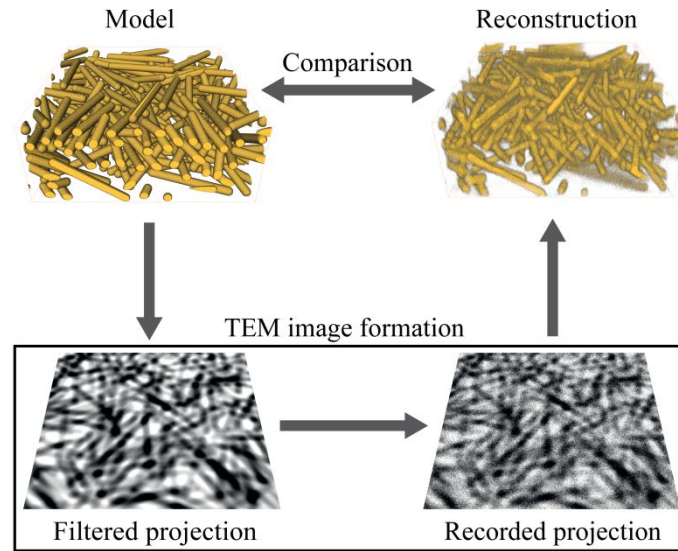 Model
Reconstruction
Comparison
TEM image formation
Filtered projection
Recorded projection